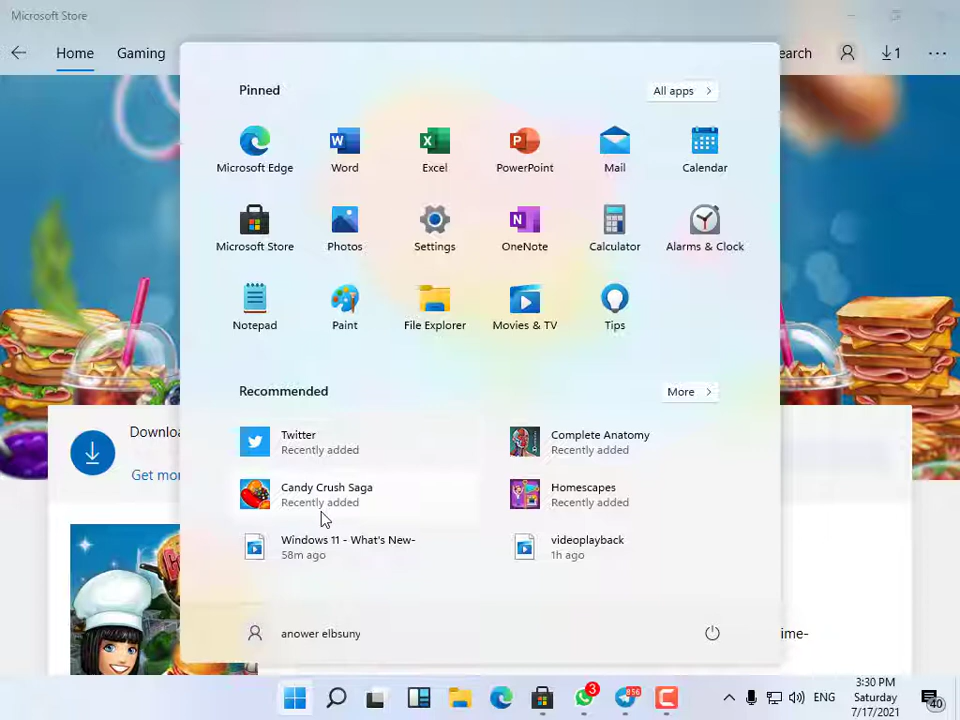 Microsoft Store
Home
Gaming
earch
1
Pinned
All apps
Microsoft Edge
Word
Excel
PowerPoint
Mail
Calendar
Microsoft Store
Photos
Settings
OneNote
Calculator
Alarms & Clock
Notepad
Paint
File Explorer
Movies & TV
Tips
Recommended
More
Twitter
Recently added
Complete Anatomy
Recently added
Candy Crush Saga
Recently added
Homescapes
Recently added
Windows 11 - What's New-
58m ago
videoplayback
1h ago
Downloa
Get mor
ime-
anower elbsuny
3
856
ENG
3:30 PM
Saturday
7/17/2021
40